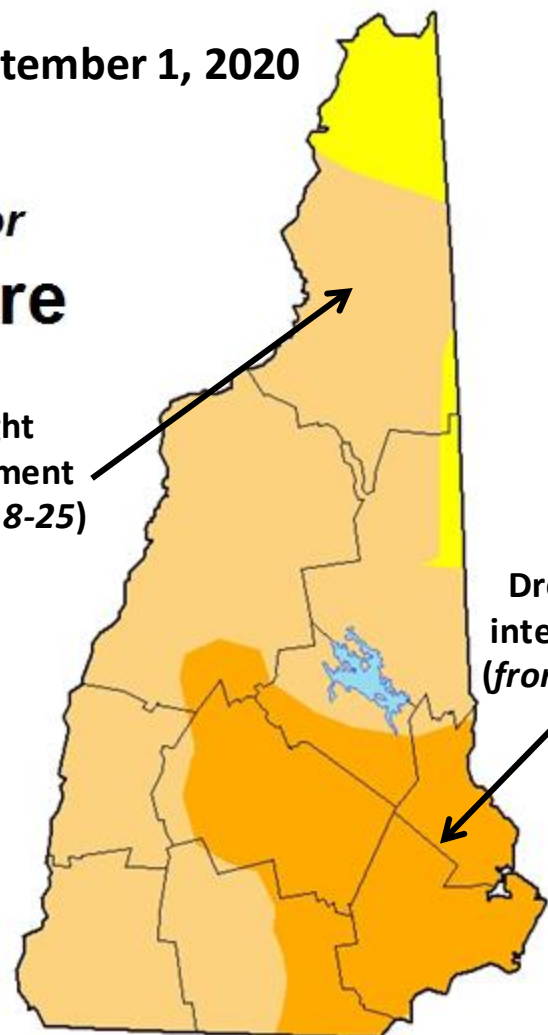 tember 1, 2020
or
re
ht
ment
8-25)
Dr
inte
(fro